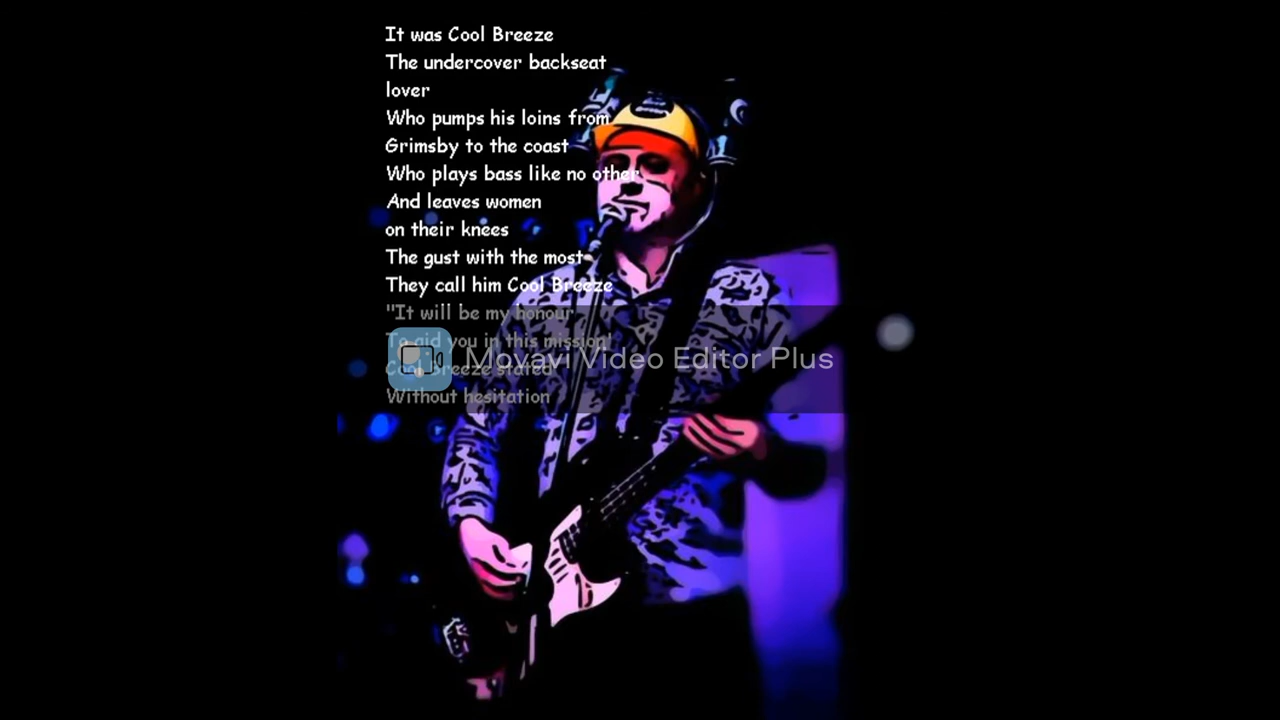 It was Cool Breeze
The undercover backseat
lover
Who pumps his loins from
Grimsby to the coast
Who plays bass like no other
And leaves women
on their knees
The gust with the most
They call him Cool Breeze
"It will be my honour
To aid you in this mission!"
Cool Breeze stated
Without hesitation
Movavi Video Editor Plus